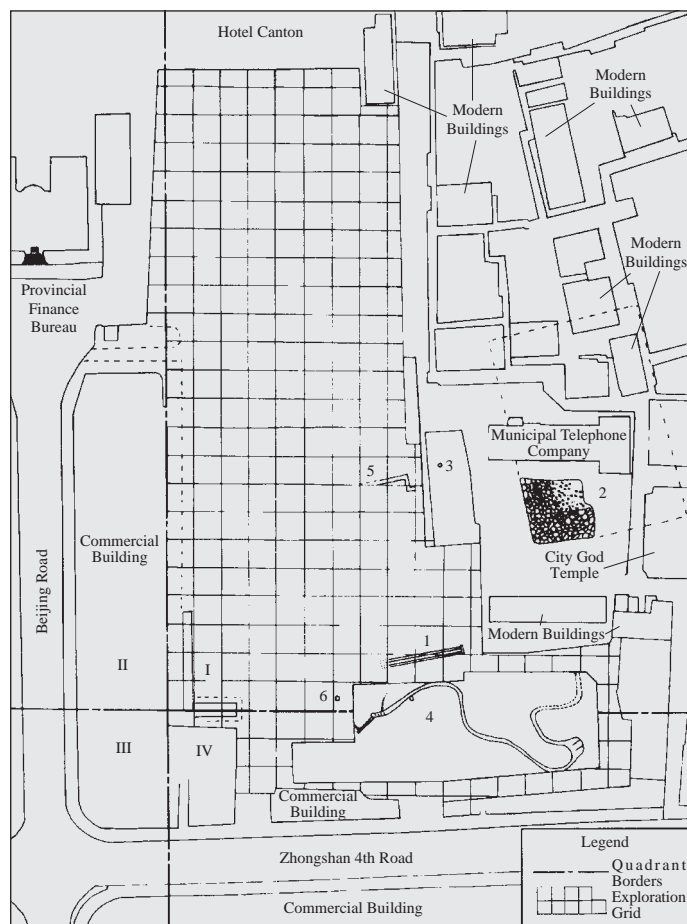 Hotel Canton
Modern
Buildings
Modern
Buildings
Modern
Buildings
Provincial
Finance
Bureau
Municipal Telephone
Company
5
3
2
City God
Temple
Commercial
Building
Beijing Road
Modern Buildings
1
II
I
6
4
III
IV
Commercial
Building
Zhongshan 4th Road
Commercial Building
Legend
Quadrant
Borders
Exploration
Grid